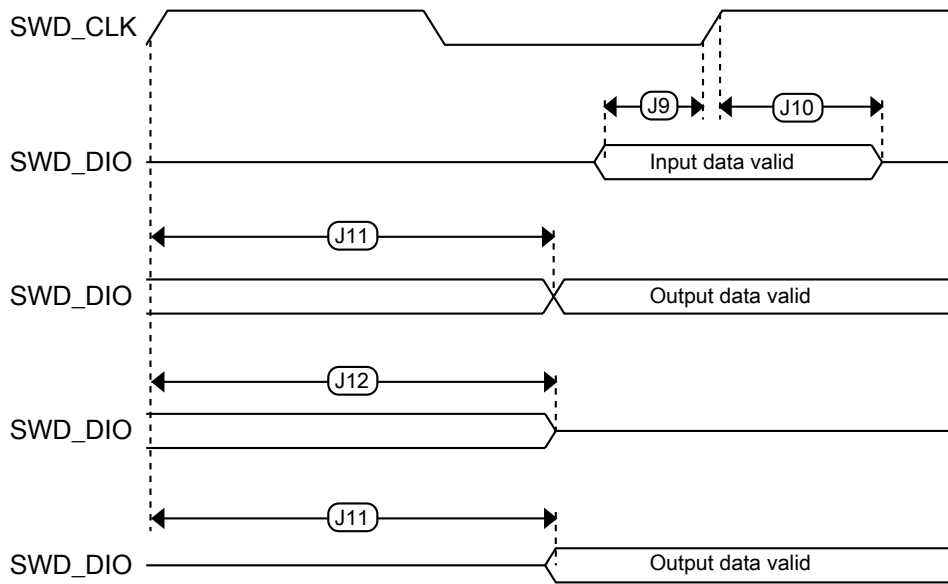 SWD_CLK
J9
J10
SWD_DIO
Input data valid
J11
SWD_DIO
Output data valid
J12
SWD_DIO
J11
SWD_DIO
Output data valid